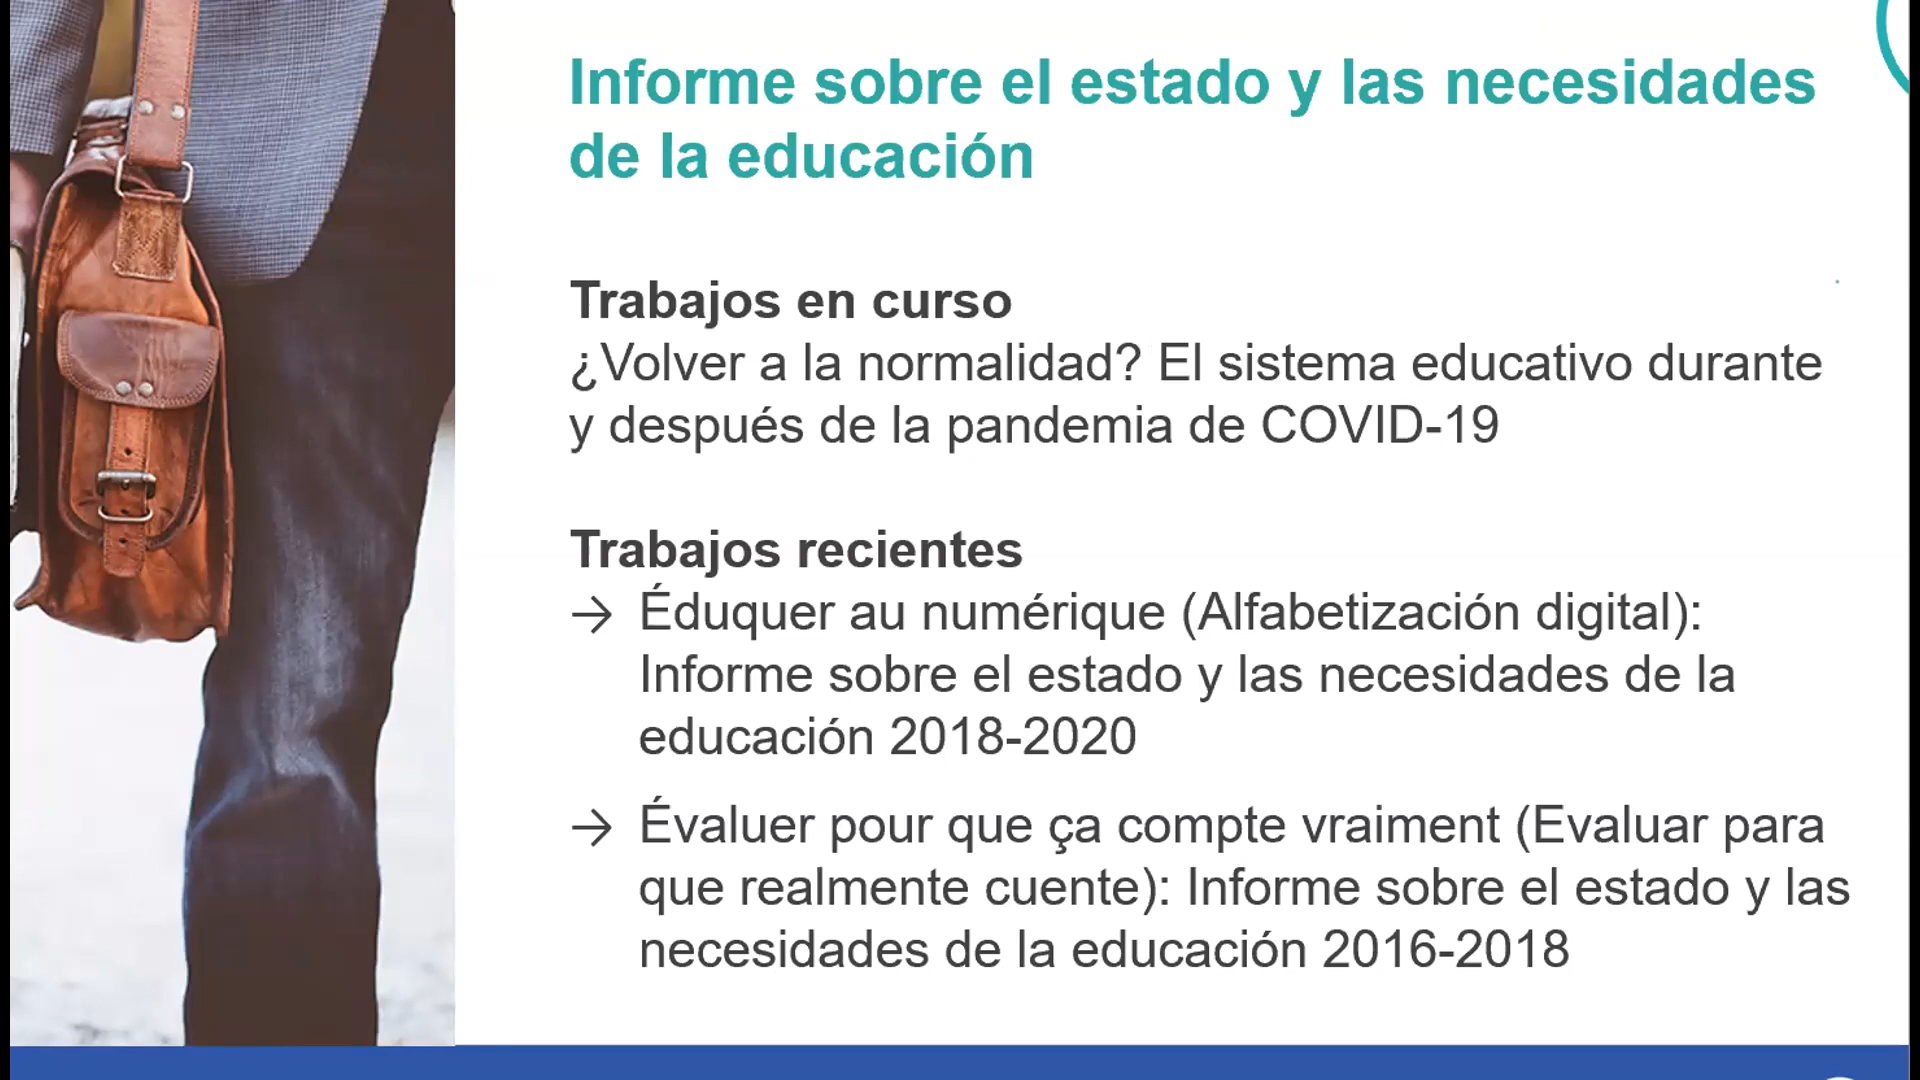 Informe sobre el estado y las necesidades
de la educación
Trabajos en curso
¿Volver a la normalidad? El sistema educativo durante
y después de la pandemia de COVID-19
Trabajos recientes
→ Éduquer au numérique (Alfabetización digital):
Informe sobre el estado y las necesidades de la
educación 2018-2020
→ Évaluer pour que ça compte vraiment (Evaluar para
que realmente cuente): Informe sobre el estado y las
necesidades de la educación 2016-2018